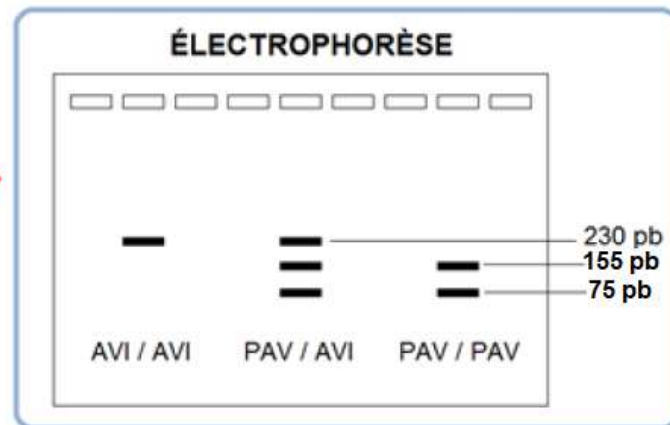 ÉLECTROPHORÈSE
230 pb
155 pb
75 pb
AVI / AVI PAV / AVI PAV / PAV